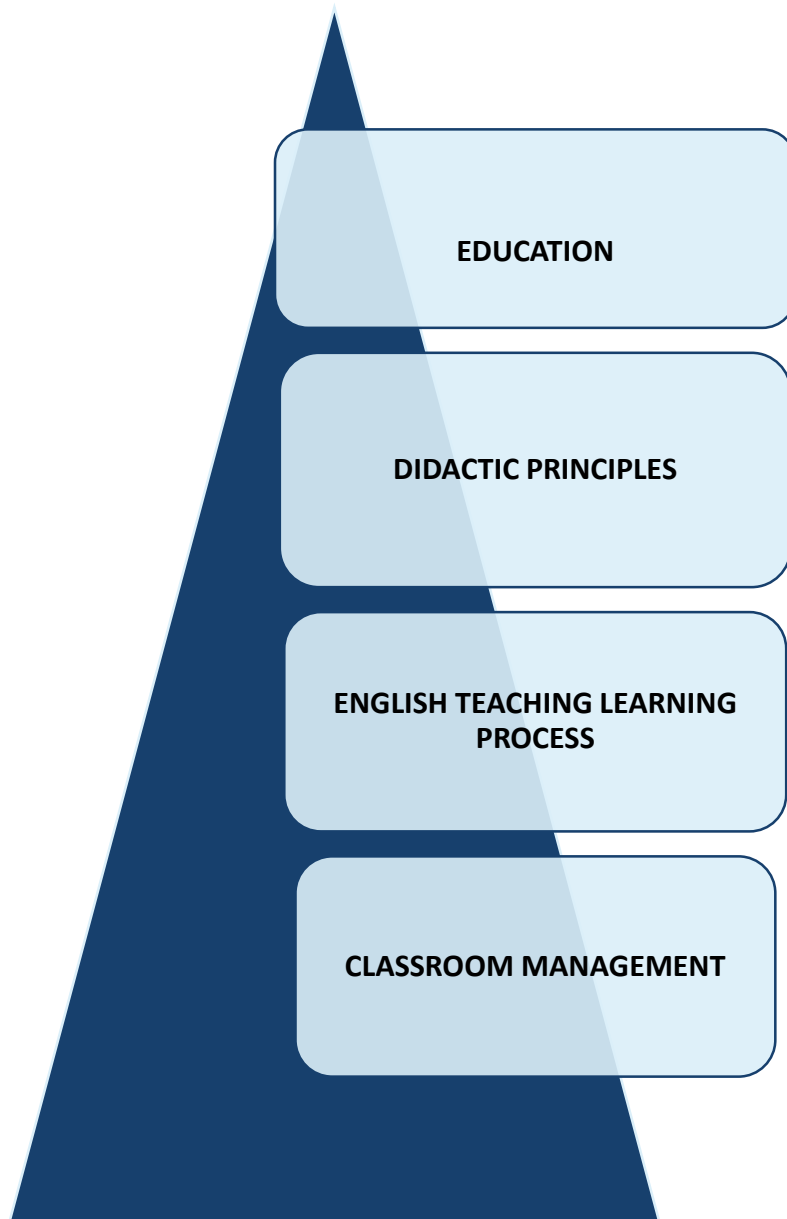 EDUCATION
DIDACTIC PRINCIPLES
ENGLISH TEACHING LEARNING
PROCESS
CLASSROOM MANAGEMENT